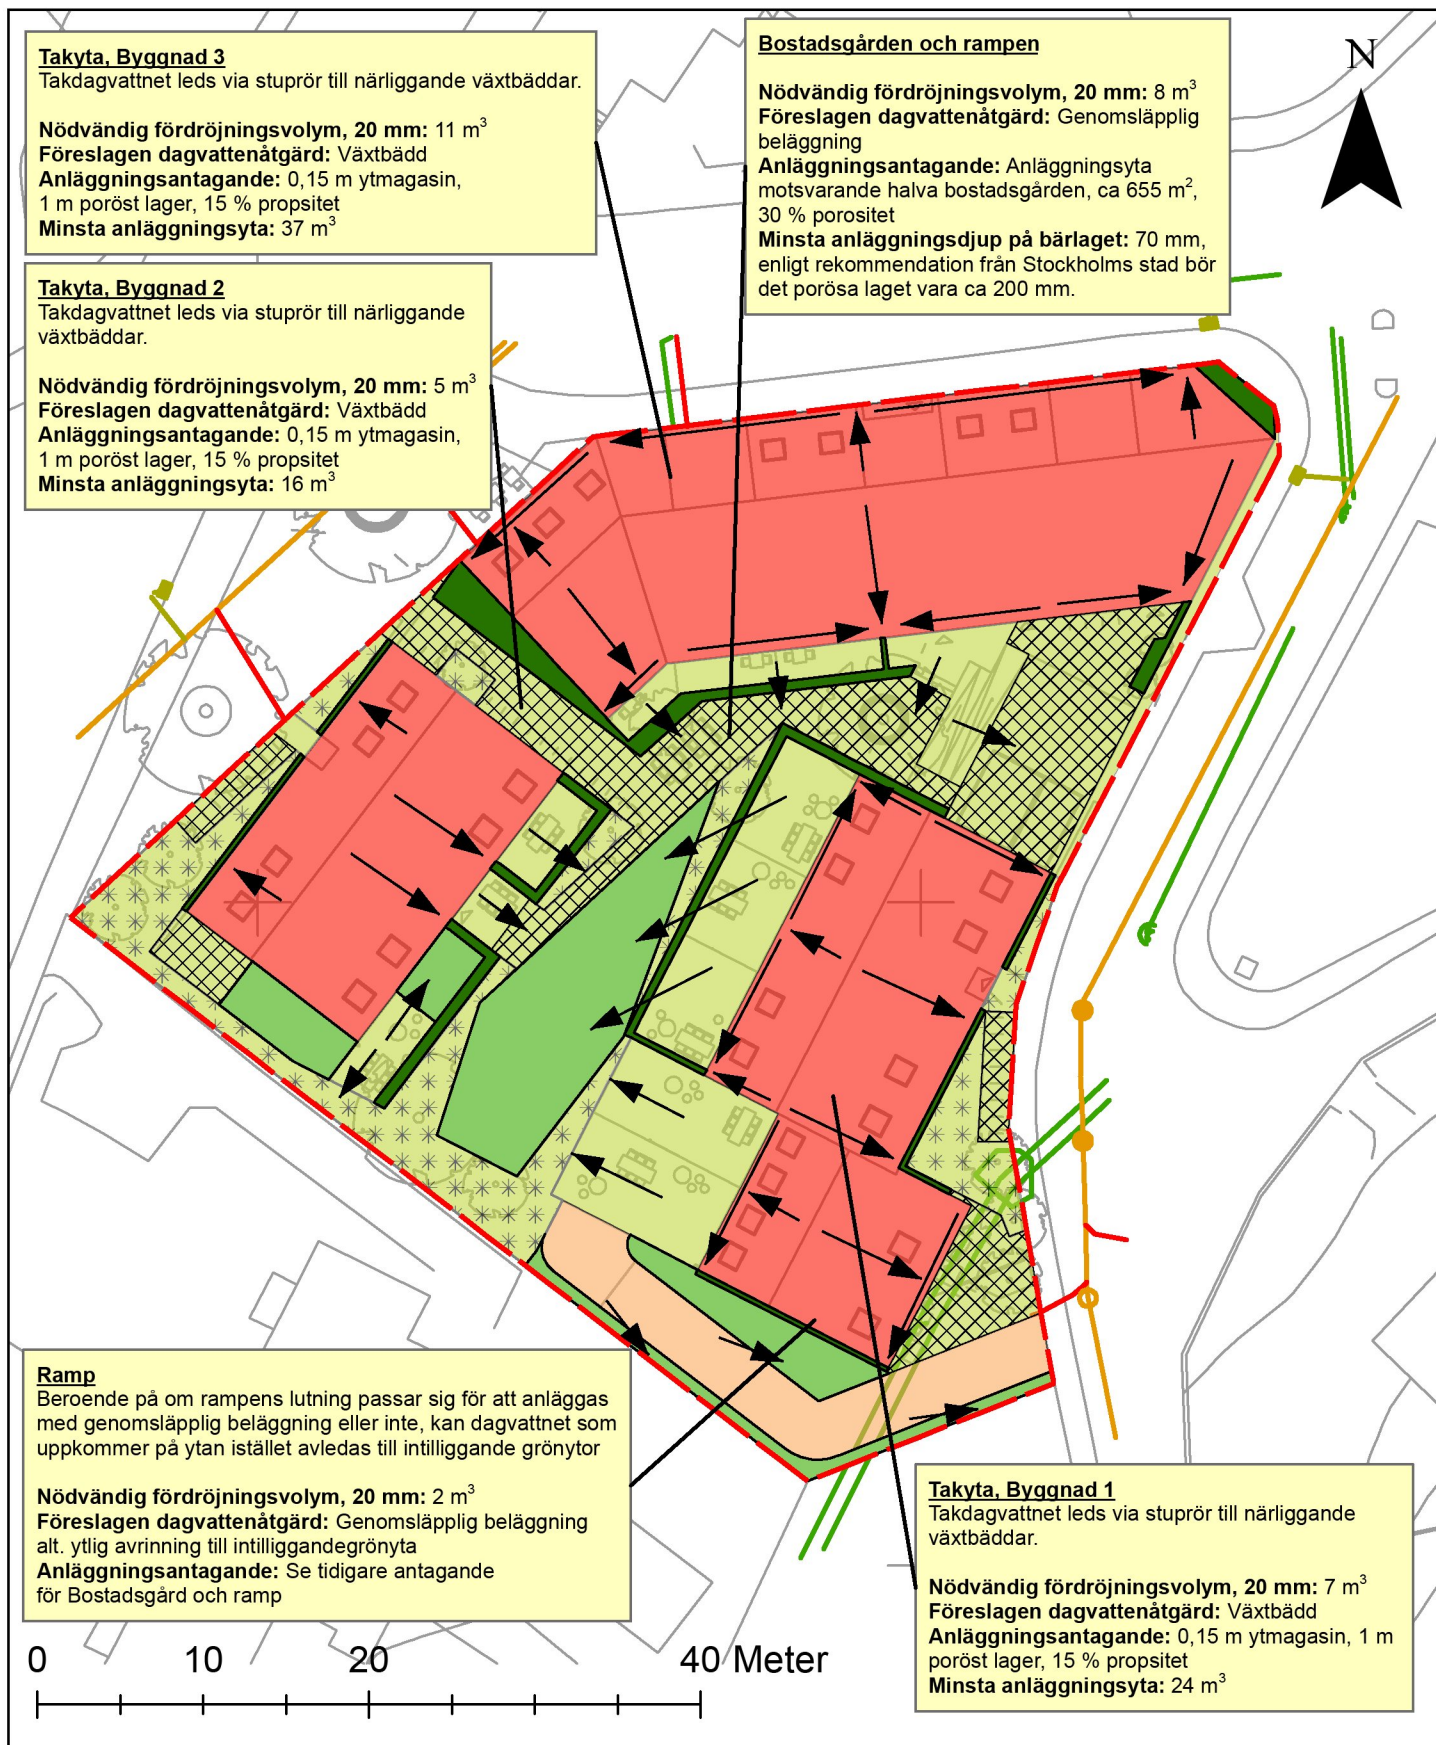 Takyta, Byggnad 3
Takdagvattnet leds via stuprör till närliggande växtbäddar.
Nödvändig fördröjningsvolym, 20 mm: 11 m³
Föreslagen dagvattenåtgärd: Växtbädd
Anläggningsantagande: 0,15 m ytmagasin,
1 m poröst lager, 15 % propsitet
Minsta anläggningsyta: 37 m³
Bostadsgården och rampen
Nödvändig fördröjningsvolym, 20 mm: 8 m³
Föreslagen dagvattenåtgärd: Genomsläpplig
beläggning
Anläggningsantagande: Anläggningsyta
motsvarande halva bostadsgården, ca 655 m²,
30 % porositet
Minsta anläggningsdjup på bärlaget: 70 mm,
enligt rekommendation från Stockholms stad bör
det porösa laget vara ca 200 mm.
N
Takyta, Byggnad 2
Takdagvattnet leds via stuprör till närliggande
växtbäddar.
Nödvändig fördröjningsvolym, 20 mm: 5 m³
Föreslagen dagvattenåtgärd: Växtbädd
Anläggningsantagande: 0,15 m ytmagasin,
1 m poröst lager, 15 % propsitet
Minsta anläggningsyta: 16 m³
Ramp
Beroende på om rampens lutning passar sig för att anläggas
med genomsläpplig beläggning eller inte, kan dagvattnet som
uppkommer på ytan istället avledas till intilliggande grönytor
Nödvändig fördröjningsvolym, 20 mm: 2 m³
Föreslagen dagvattenåtgärd: Genomsläpplig beläggning
alt. ytlig avrinning till intilliggandegrönyta
Anläggningsantagande: Se tidigare antagande
för Bostadsgård och ramp
Takyta, Byggnad 1
Takdagvattnet leds via stuprör till närliggande
växtbäddar.
Nödvändig fördröjningsvolym, 20 mm: 7 m³
Föreslagen dagvattenåtgärd: Växtbädd
Anläggningsantagande: 0,15 m ytmagasin, 1 m
poröst lager, 15 % propsitet
Minsta anläggningsyta: 24 m³
0 10 20 40 Meter